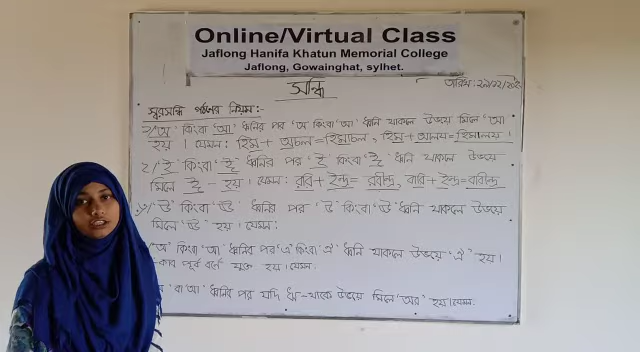 Online/Virtual Class
Jaflong Hanifa Khatun Memorial College
Jaflong, Gowainghat, sylhet.
সন্ধি
তারিখ:
স্বরসন্ধি গঠনের নিয়ম:-
১/ 'অ' কিংবা 'আ' ধ্বনির পর 'অ' কিংবা 'আ' ধ্বনি থাকলে উভয়ে মিলে 'আ'
হয়। যেমন: হিম + অচল = হিমাচল, হিম + আলয় = হিমালয়।
২/ 'ই' কিংবা 'ঈ' ধ্বনির পর 'ই' কিংবা 'ঈ' ধ্বনি থাকলে উভয়ে
মিলে ঈ - হয়। যেমন: রবি + ইন্দ্র = রবীন্দ্র, বারি + ইন্দ্র = বারীন্দ্র
৩/ 'উ' কিংবা 'ঊ' ধ্বনির পর 'উ' কিংবা 'ঊ' ধ্বনি থাকলে উভয়ে
মিলে 'ঊ' হয়। যেমন:
'অ' কিংবা 'আ' ধ্বনির পর 'এ' কিংবা 'ঐ' ধ্বনি থাকলে উভয়ে 'ঐ' হয়।
পূর্ব বর্ণে যুক্ত হয়। যেমন:
বা 'আ' ধ্বনির পর যদি ঋ-থাকে উভয়ে মিলে 'অর' হয়। যেমন: